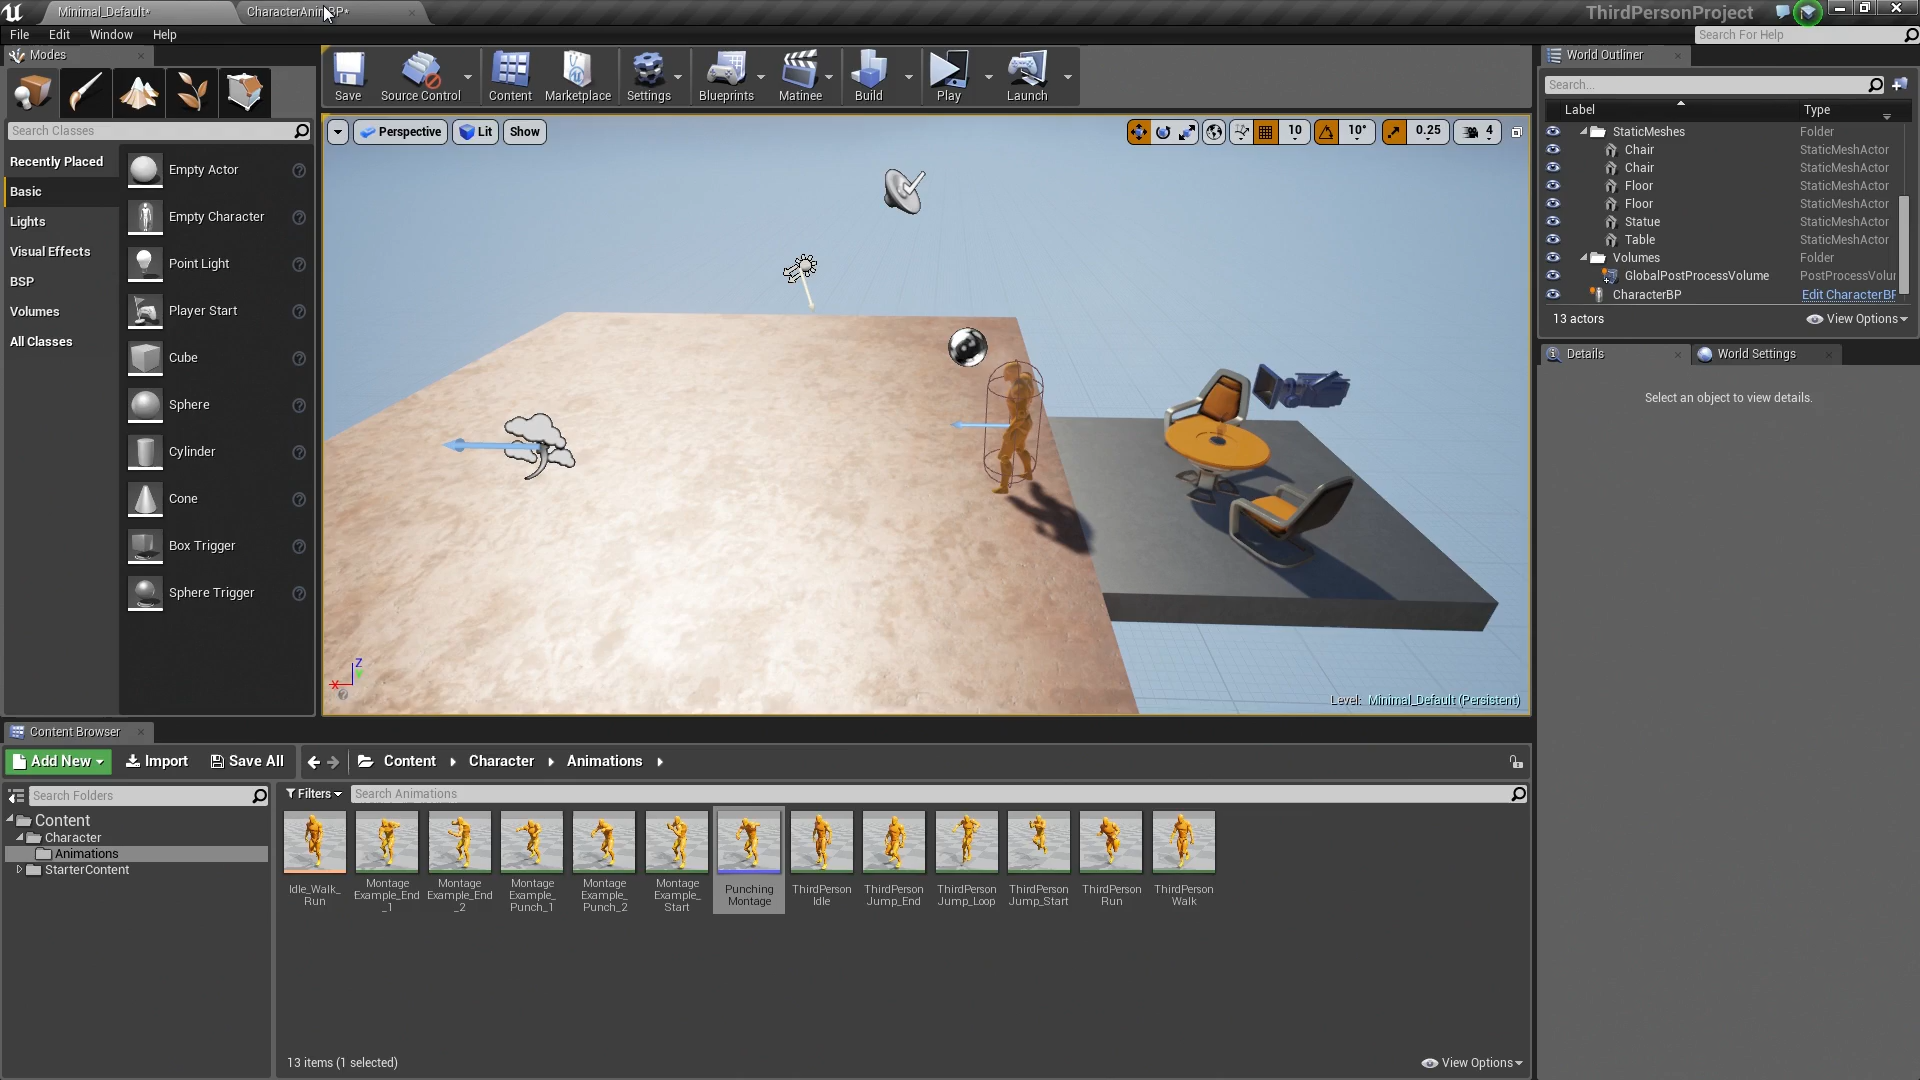 Minimal_Default*
CharacterAnimBP*
ThirdPersonProject
File Edit Window Help
Search For Help
Modes
Search Classes
Recently Placed
Basic
Lights
Visual Effects
BSP
Volumes
All Classes
Empty Actor
Empty Character
Point Light
Player Start
Cube
Sphere
Cylinder
Cone
Box Trigger
Sphere Trigger
Save
Source Control
Content
Marketplace
Settings
Blueprints
Matinee
Build
Play
Launch
Perspective
Lit
Show
10
10°
0.25
4
Z
X
Level: Minimal_Default (Persistent)
World Outliner
Search...
Label Type
StaticMeshes Folder
Chair StaticMeshActor
Chair StaticMeshActor
Floor StaticMeshActor
Floor StaticMeshActor
Statue StaticMeshActor
Table StaticMeshActor
Volumes Folder
GlobalPostProcessVolume PostProcessVolu
CharacterBP Edit CharacterBP
13 actors
View Options
Details
World Settings
Select an object to view details.
Content Browser
Add New
Import
Save All
Content
Character
Animations
Search Folders
Content
Character
Animations
StarterContent
Filters
Search Animations
Idle_Walk_
Run
Montage
Example_End
_1
Montage
Example_End
_2
Montage
Example_
Punch_1
Montage
Example_
Punch_2
Montage
Example_
Start
Punching
Montage
ThirdPerson
Idle
ThirdPerson
Jump_End
ThirdPerson
Jump_Loop
ThirdPerson
Jump_Start
ThirdPerson
Run
ThirdPerson
Walk
13 items (1 selected)
View Options